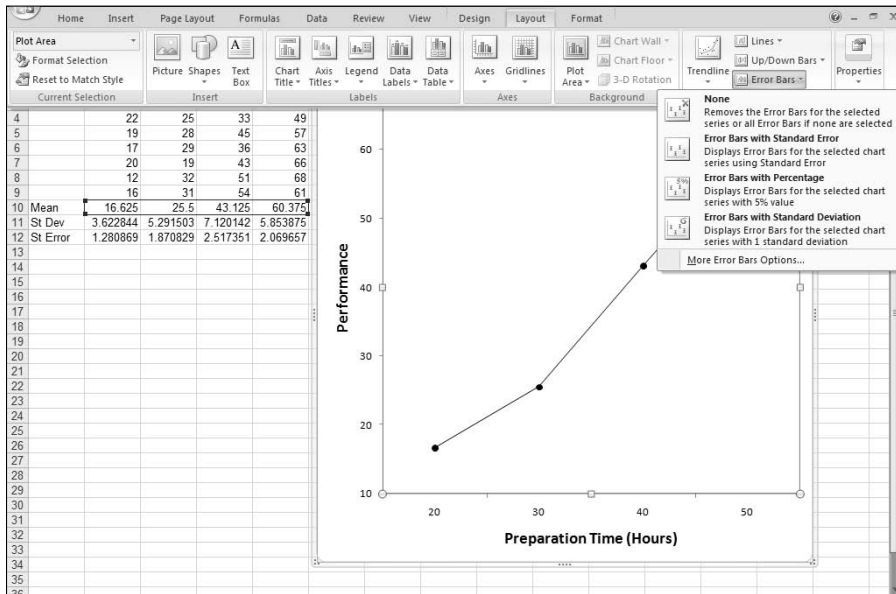 Home Insert Page Layout Formulas Data Review View Design Layout Format
Plot Area
Format Selection
Reset to Match Style
Current Selection
Picture Shapes Text Box
Insert
Chart Title Axis Titles Legend Data Labels Data Table
Labels
Axes Gridlines
Axes
Plot Area
Chart Wall
Chart Floor
3-D Rotation
Background
Trendline
Lines
Up/Down Bars
Error Bars
Properties
None
Removes the Error Bars for the selected
series or all Error Bars if none are selected
Error Bars with Standard Error
Displays Error Bars for the selected chart
series using Standard Error
Error Bars with Percentage
Displays Error Bars for the selected chart
series with 5% value
Error Bars with Standard Deviation
Displays Error Bars for the selected chart
series with 1 standard deviation
More Error Bars Options...
4 22 25 33 49
5 19 28 45 57
6 17 29 36 63
7 20 19 43 66
8 12 32 51 68
9 16 31 54 61
10 Mean 16.625 25.5 43.125 60.375
11 St Dev 3.622844 5.291503 7.120142 5.853875
12 St Error 1.280869 1.870829 2.517351 2.069657
13
14
15
16
17
18
19
20
21
22
23
24
25
26
27
28
29
30
31
32
33
34
35
60
50
40
30
20
10
Performance
20 30 40 50
Preparation Time (Hours)